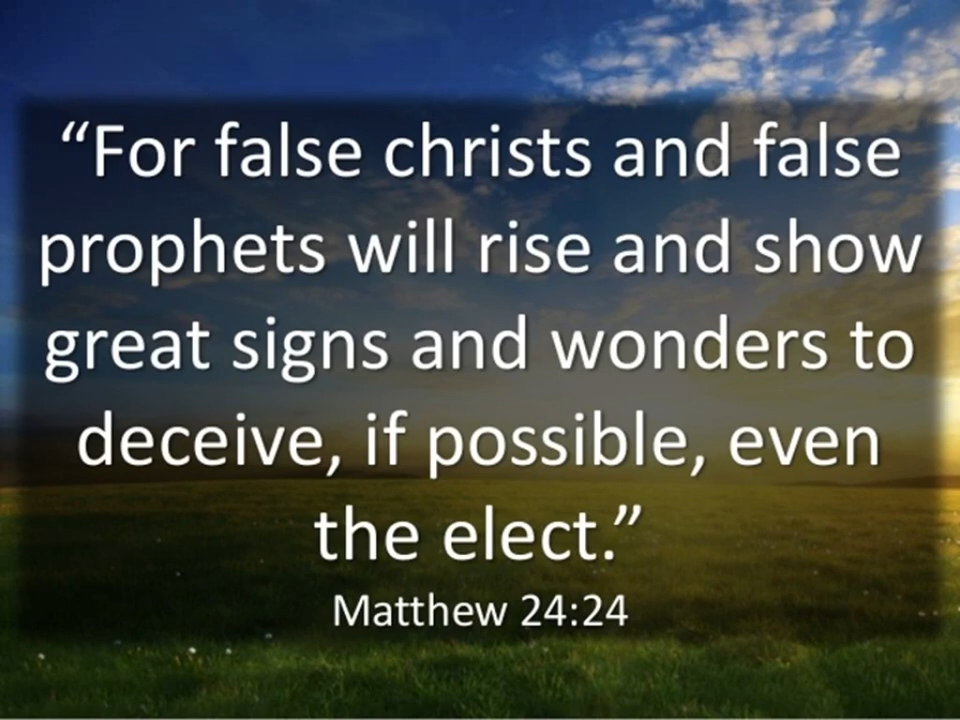 “For false christs and false
prophets will rise and show
great signs and wonders to
deceive, if possible, even
the elect.”
Matthew 24:24